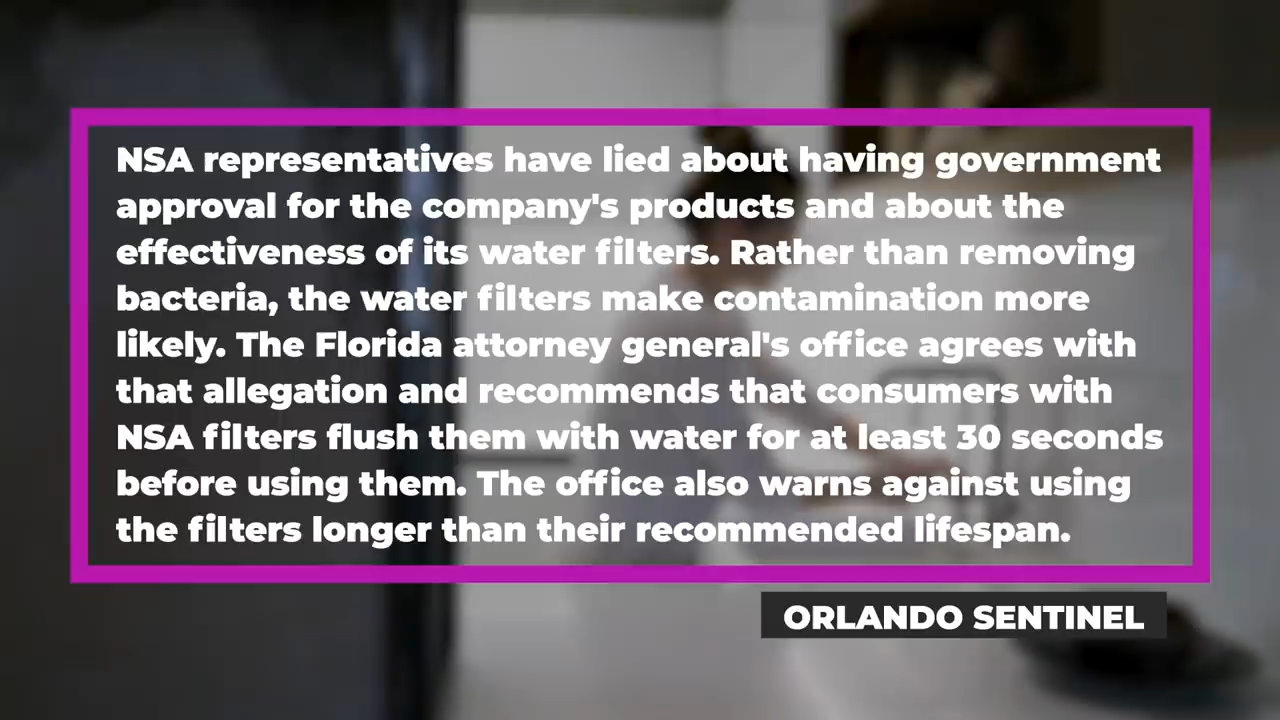 NSA representatives have lied about having government
approval for the company's products and about the
effectiveness of its water filters. Rather than removing
bacteria, the water filters make contamination more
likely. The Florida attorney general's office agrees with
that allegation and recommends that consumers with
NSA filters flush them with water for at least 30 seconds
before using them. The office also warns against using
the filters longer than their recommended lifespan.
ORLANDO SENTINEL